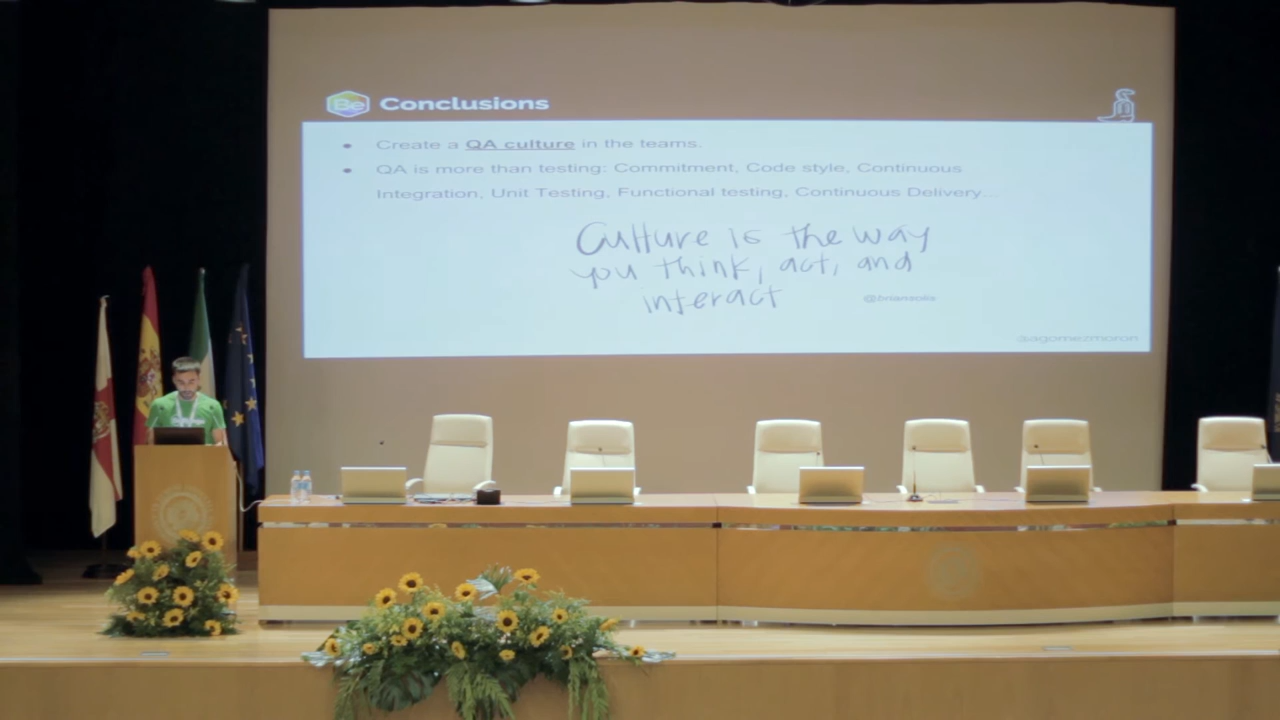 Be Conclusions
• Create a QA culture in the teams.
• QA is more than testing: Commitment, Code style, Continuous
Integration, Unit Testing, Functional testing, Continuous Delivery...
Culture is the way
you think, act, and
interact
@briansolis
@agomezmoron